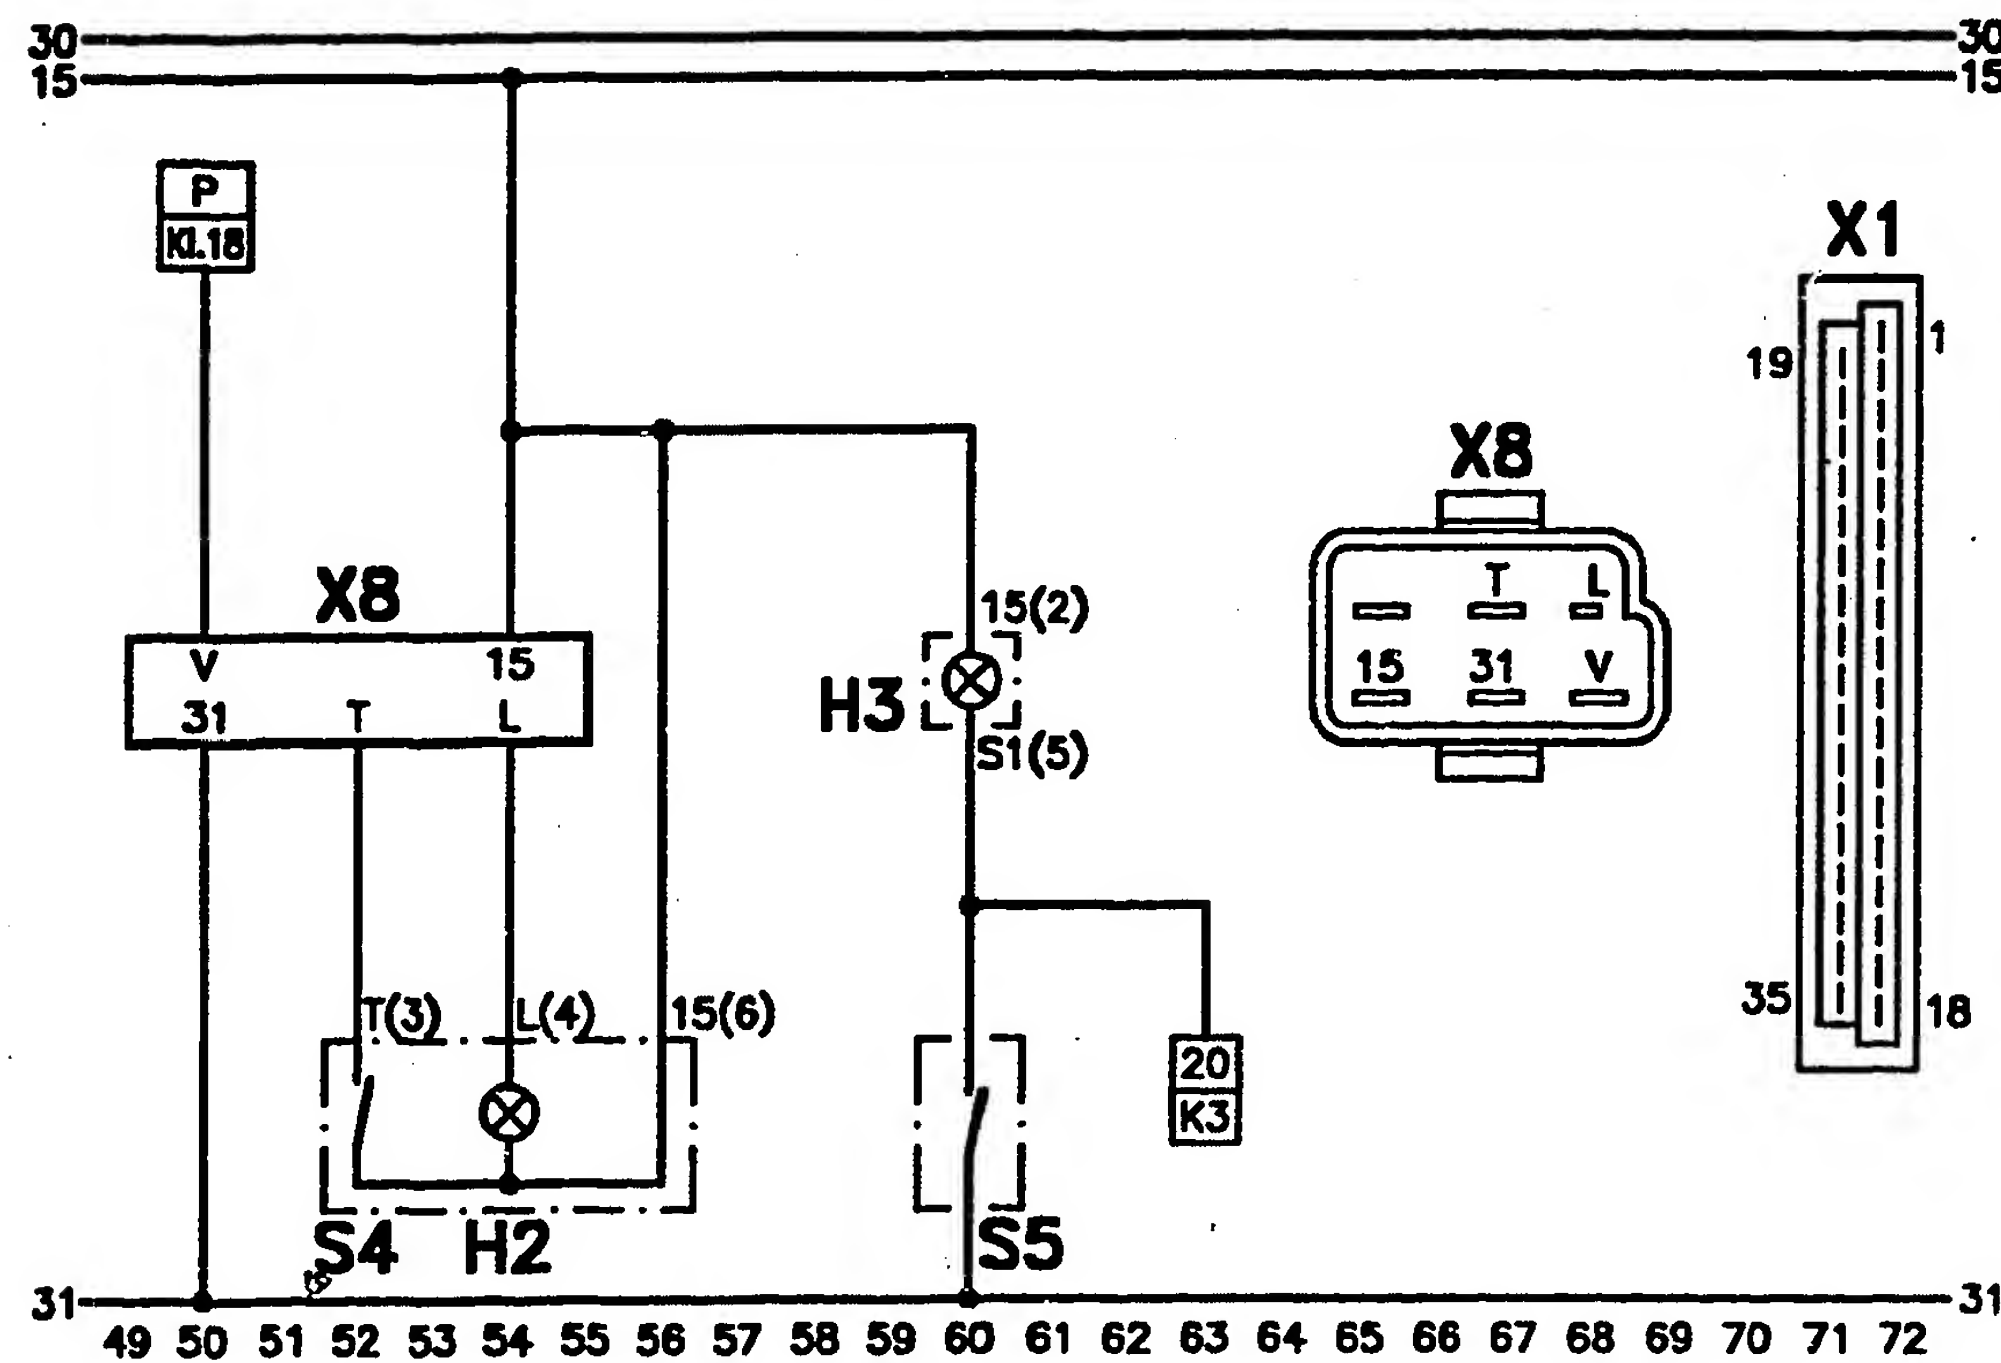 30 30
15 15
P
Kl.18
X1
19 1
X8
T L
15 31 V
X8
V 15
31 T L
15(2)
H3
S1(5)
35 18
T(3) L(4) 15(6)
20
K3
S4 H2 S5
31 31
49 50 51 52 53 54 55 56 57 58 59 60 61 62 63 64 65 66 67 68 69 70 71 72